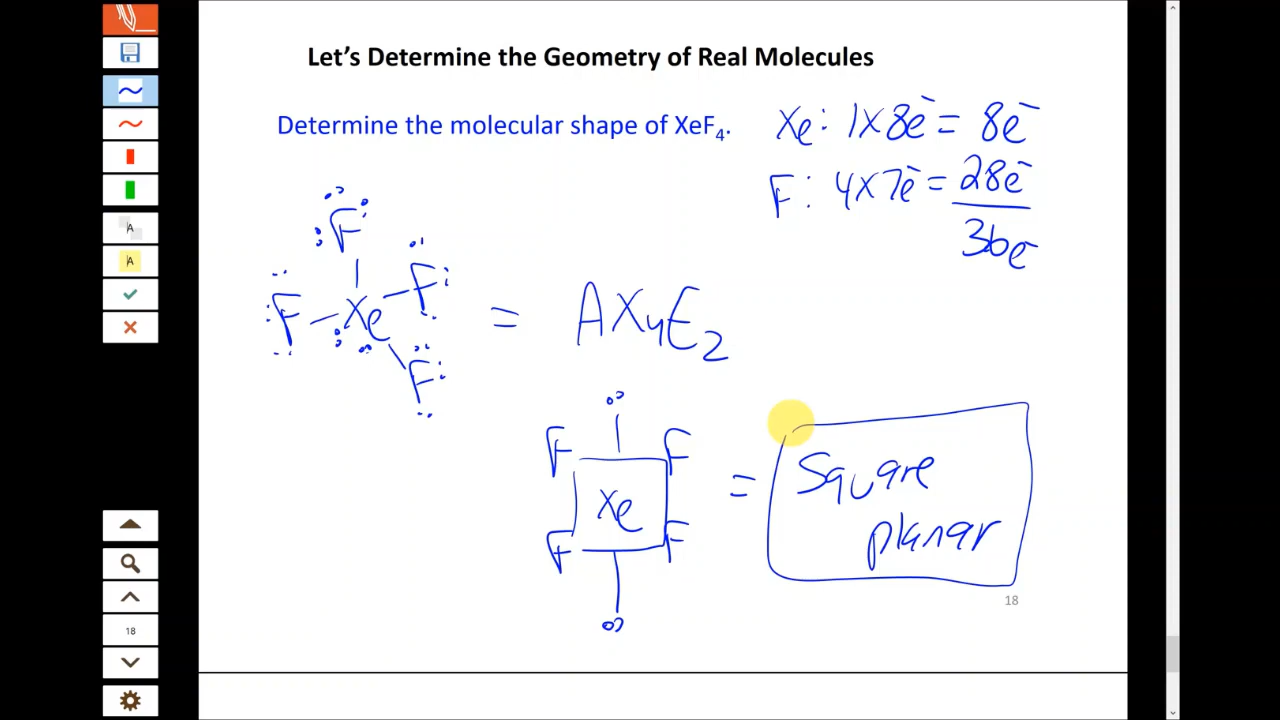 Let's Determine the Geometry of Real Molecules
Determine the molecular shape of XeF₄.
Xe: 1x8e⁻ = 8e⁻
F: 4x7e⁻ = 28e⁻
36e⁻
F
F
F Xe
F
= AX₄E₂
F F
Xe
F F
= Square
planar
18
A
A
18